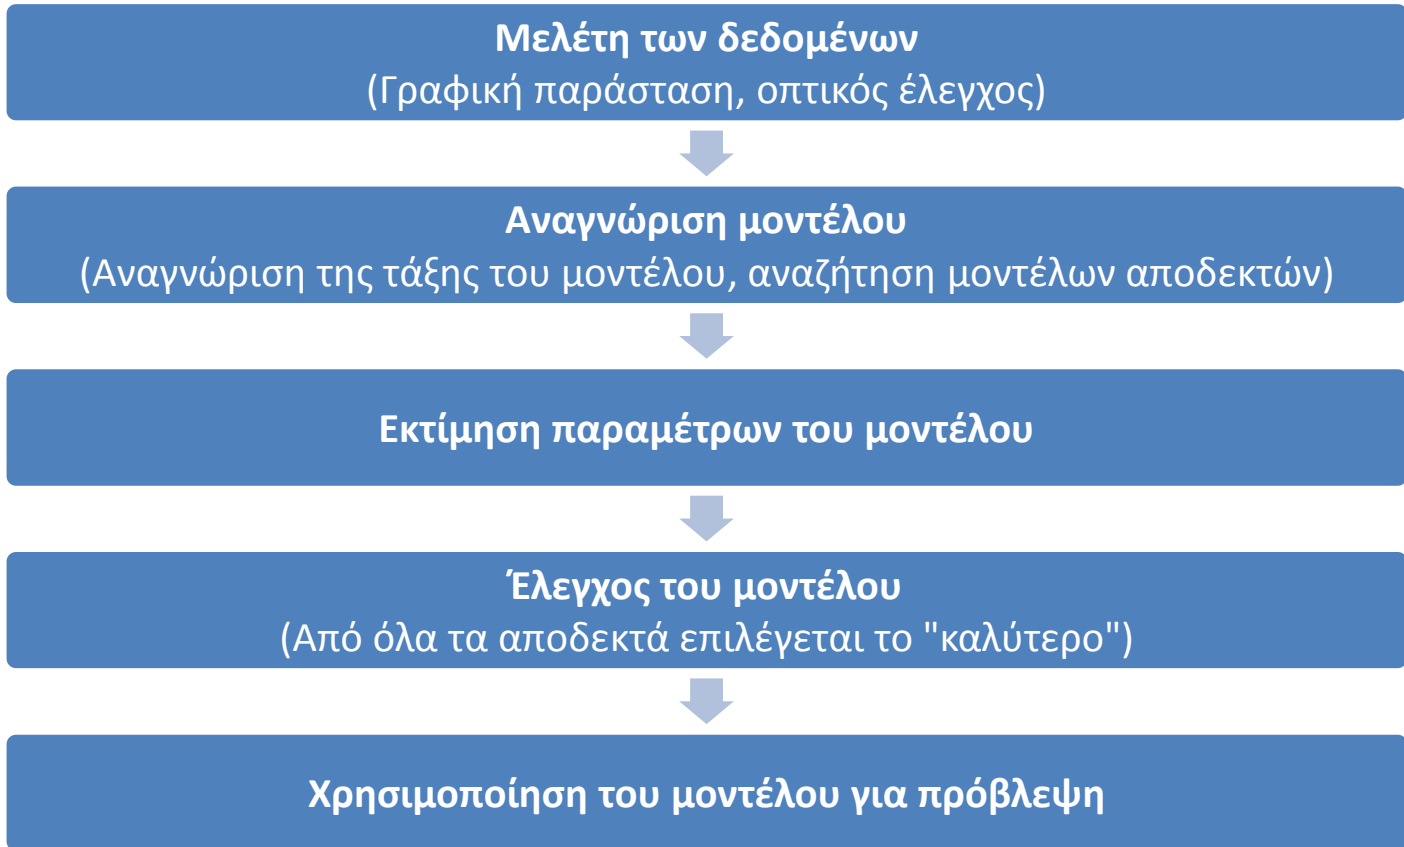 Μελέτη των δεδομένων
(Γραφική παράσταση, οπτικός έλεγχος)
Αναγνώριση μοντέλου
(Αναγνώριση της τάξης του μοντέλου, αναζήτηση μοντέλων αποδεκτών)
Εκτίμηση παραμέτρων του μοντέλου
Έλεγχος του μοντέλου
(Από όλα τα αποδεκτά επιλέγεται το "καλύτερο")
Χρησιμοποίηση του μοντέλου για πρόβλεψη